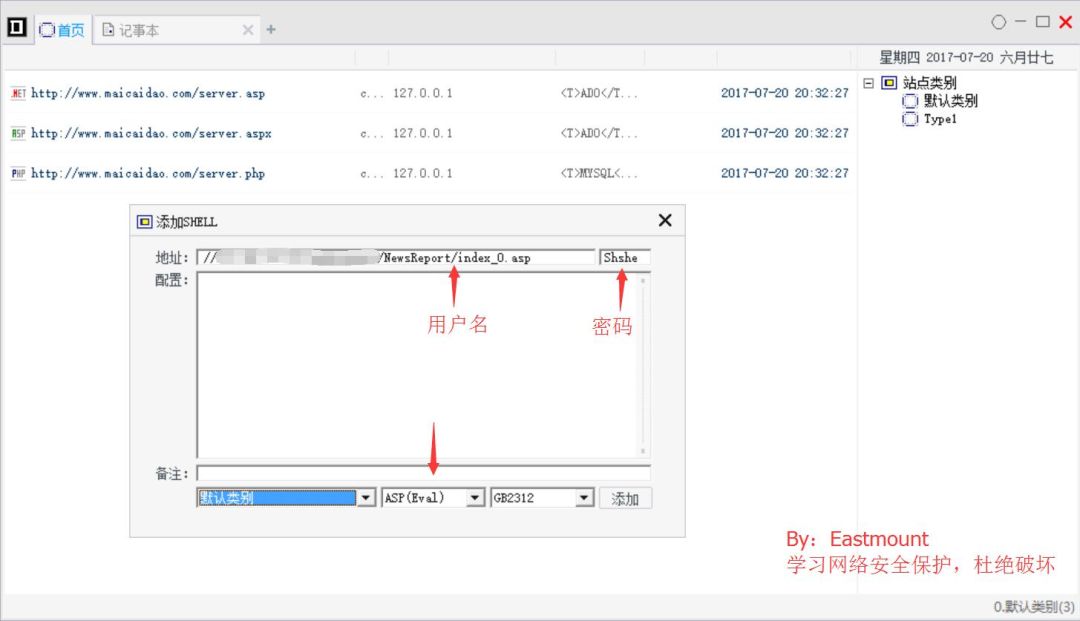 首页
记事本
星期四 2017-07-20 六月廿七
.NET http://www.maicaidao.com/server.asp c... 127.0.0.1 <T>ADO</T... 2017-07-20 20:32:27
ASP http://www.maicaidao.com/server.aspx c... 127.0.0.1 <T>ADO</T... 2017-07-20 20:32:27
PHP http://www.maicaidao.com/server.php c... 127.0.0.1 <T>MYSQL<... 2017-07-20 20:32:27
站点类别
默认类别
Type1
添加SHELL
地址: // /NewsReport/index_0.asp Shshe
配置:
用户名 密码
备注:
默认类别 ASP(Eval) GB2312 添加
By：Eastmount
学习网络安全保护，杜绝破坏
0.默认类别(3)